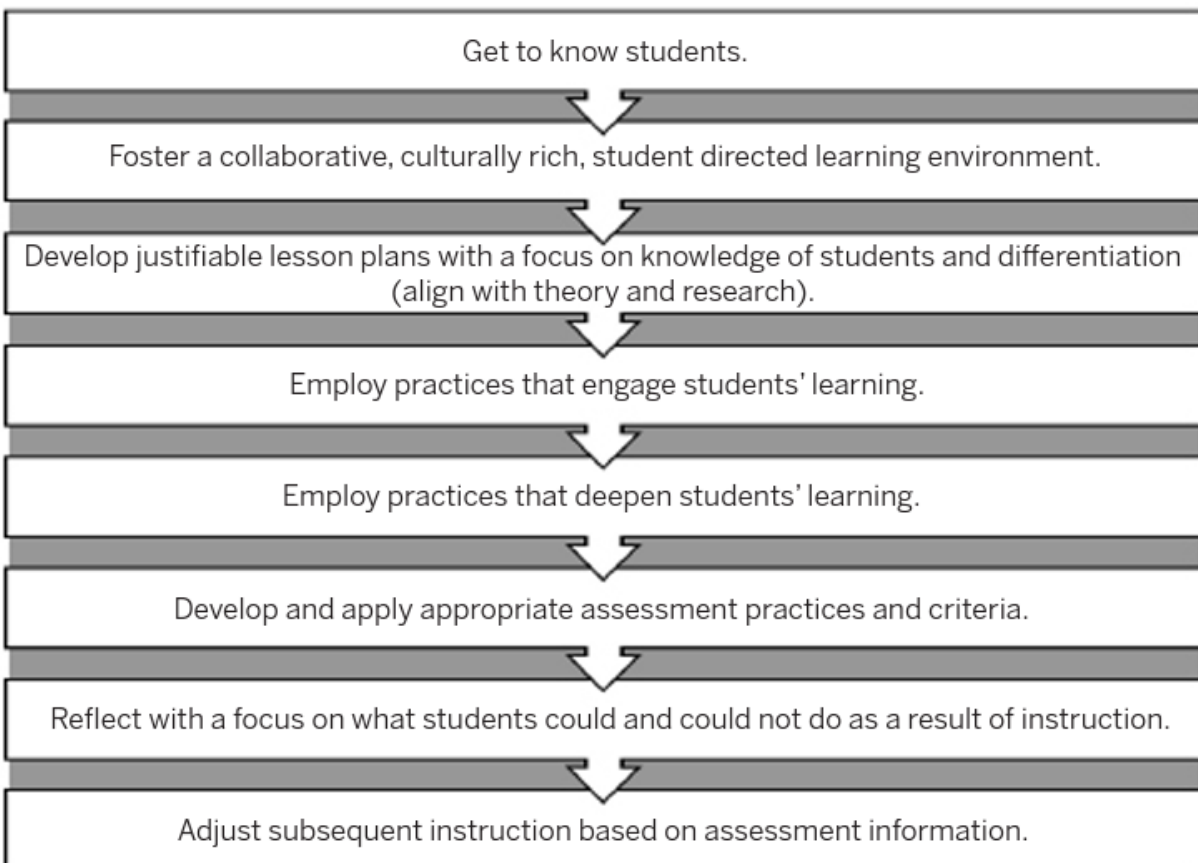 Get to know students.
Foster a collaborative, culturally rich, student directed learning environment.
Develop justifiable lesson plans with a focus on knowledge of students and differentiation
(align with theory and research).
Employ practices that engage students’ learning.
Employ practices that deepen students’ learning.
Develop and apply appropriate assessment practices and criteria.
Reflect with a focus on what students could and could not do as a result of instruction.
Adjust subsequent instruction based on assessment information.